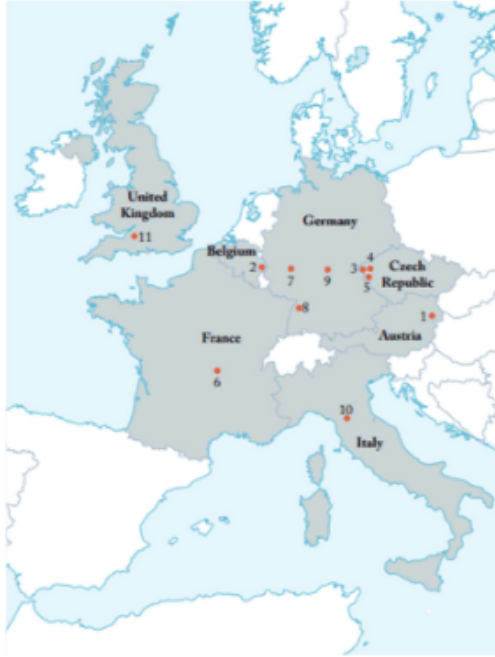 United
Kingdom
11
Germany
Belgium
2
7
9
3
4
5
Czech
Republic
8
1
Austria
France
6
10
Italy